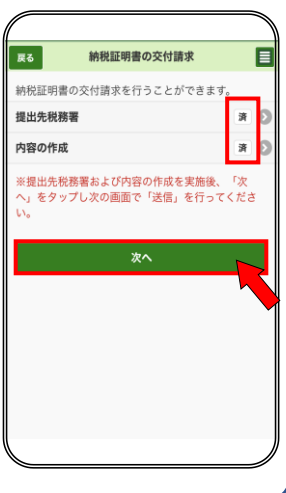 戻る 納税証明書の交付請求
納税証明書の交付請求を行うことができます。
提出先税務署 済
内容の作成 済
※提出先税務署および内容の作成を実施後、「次
へ」をタップし次の画面で「送信」を行ってくださ
い。
次へ